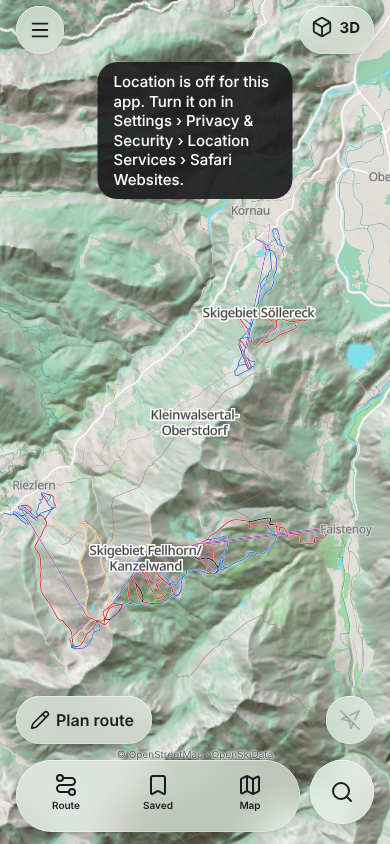 3D
Location is off for this
app. Turn it on in
Settings › Privacy &
Security › Location
Services › Safari
Websites.
Obe
Kornau
Skigebiet Söllereck
Kleinwalsertal-
Oberstdorf
Riezlern
Faistenoy
Skigebiet Fellhorn/
Kanzelwand
Plan route
© OpenStreetMap · OpenSkiData
Route
Saved
Map